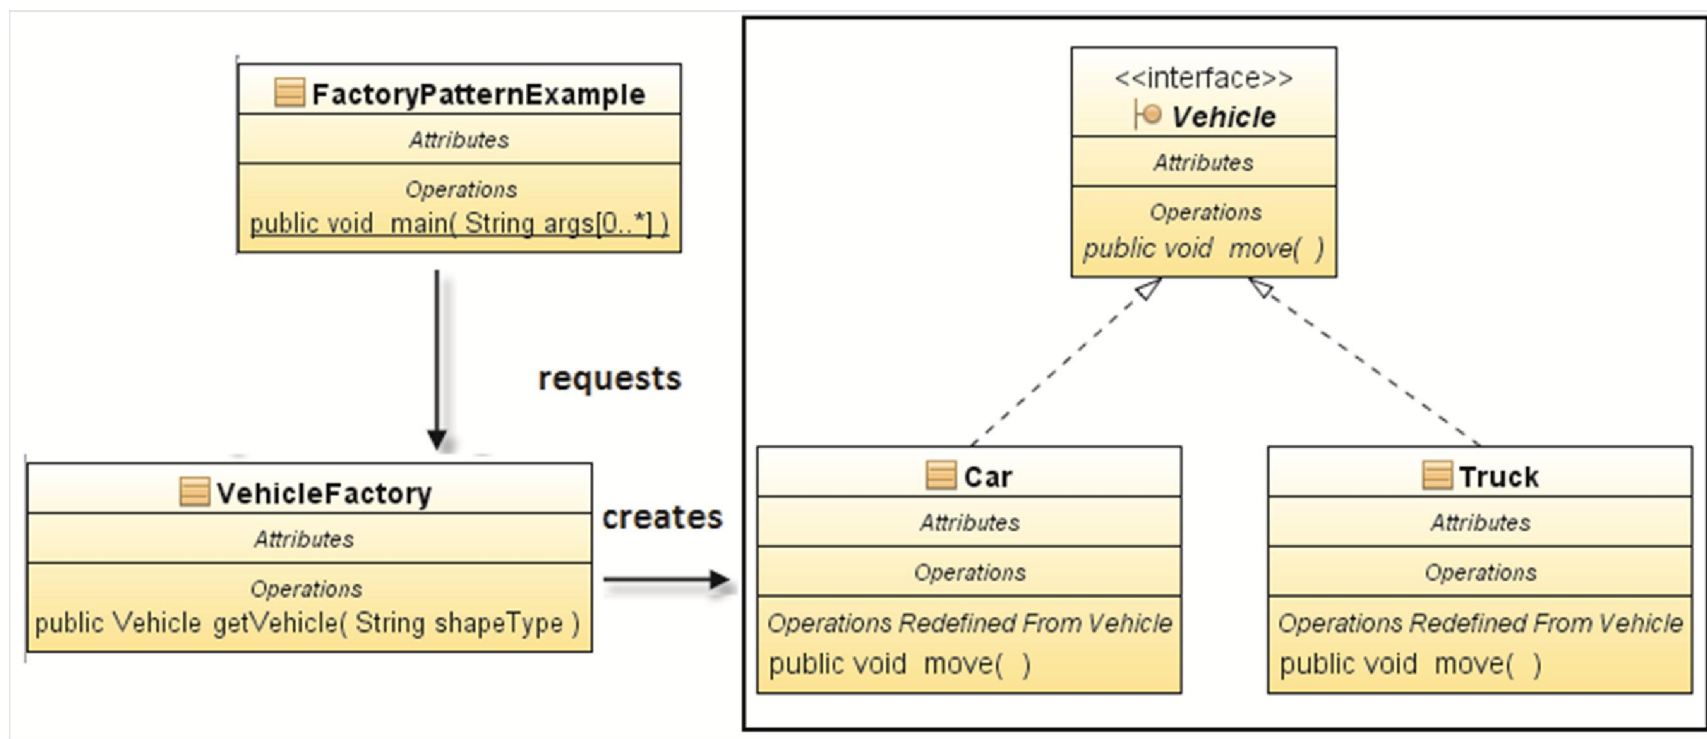 FactoryPatternExample
Attributes
Operations
public void main( String args[0..*] )
requests
VehicleFactory
Attributes
Operations
public Vehicle getVehicle( String shapeType )
creates
<<interface>>
Vehicle
Attributes
Operations
public void move( )
Car
Attributes
Operations
Operations Redefined From Vehicle
public void move( )
Truck
Attributes
Operations
Operations Redefined From Vehicle
public void move( )